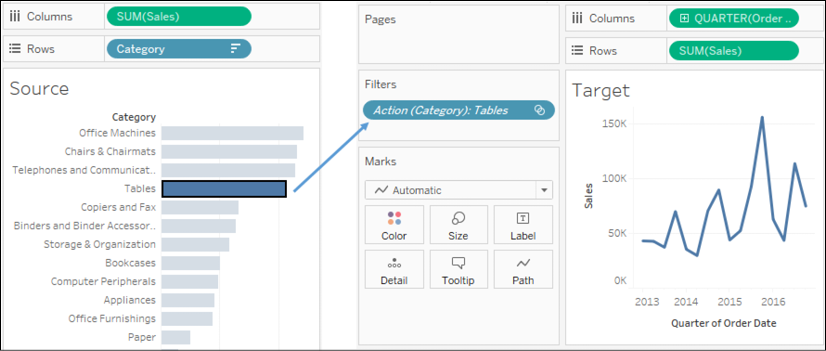 Columns
SUM(Sales)
Rows
Category
Source
Category
Office Machines
Chairs & Chairmats
Telephones and Communicat..
Tables
Copiers and Fax
Binders and Binder Accessor..
Storage & Organization
Bookcases
Computer Peripherals
Appliances
Office Furnishings
Paper
Pages
Filters
Action (Category): Tables
Marks
Automatic
Color
Size
Label
Detail
Tooltip
Path
Columns
QUARTER(Order ..
Rows
SUM(Sales)
Target
150K
100K
50K
0K
Sales
2013 2014 2015 2016
Quarter of Order Date